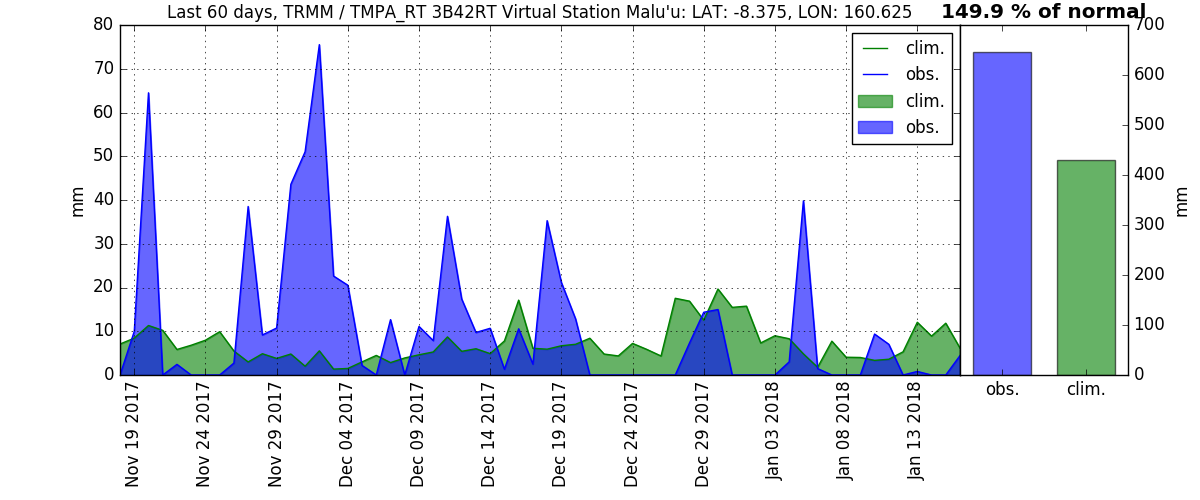 Last 60 days, TRMM / TMPA_RT 3B42RT Virtual Station Malu'u: LAT: -8.375, LON: 160.625
149.9 % of normal
80
70
60
50
40
30
20
10
0
mm
clim.
obs.
clim.
obs.
700
600
500
400
300
200
100
0
mm
obs.
clim.
Nov 19 2017
Nov 24 2017
Nov 29 2017
Dec 04 2017
Dec 09 2017
Dec 14 2017
Dec 19 2017
Dec 24 2017
Dec 29 2017
Jan 03 2018
Jan 08 2018
Jan 13 2018